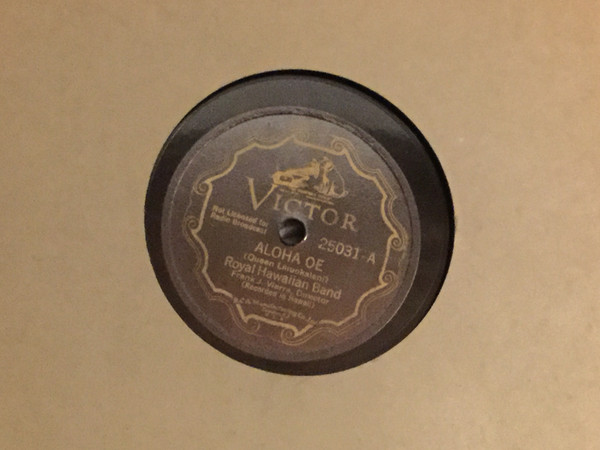 VICTOR
Not Licensed for
Radio Broadcast
25031-A
ALOHA OE
(Queen Liliuokalani)
Royal Hawaiian Band
Frank J. Vierra, Director
(Recorded in Hawaii)